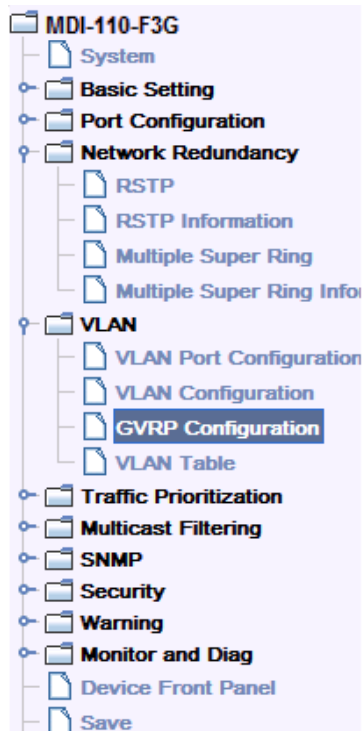 MDI-110-F3G
System
Basic Setting
Port Configuration
Network Redundancy
RSTP
RSTP Information
Multiple Super Ring
Multiple Super Ring
VLAN
VLAN Port Configuration
VLAN Configuration
GVRP Configuration
VLAN Table
Traffic Prioritization
Multicast Filtering
SNMP
Security
Warning
Monitor and Diag
Device Front Panel
Save